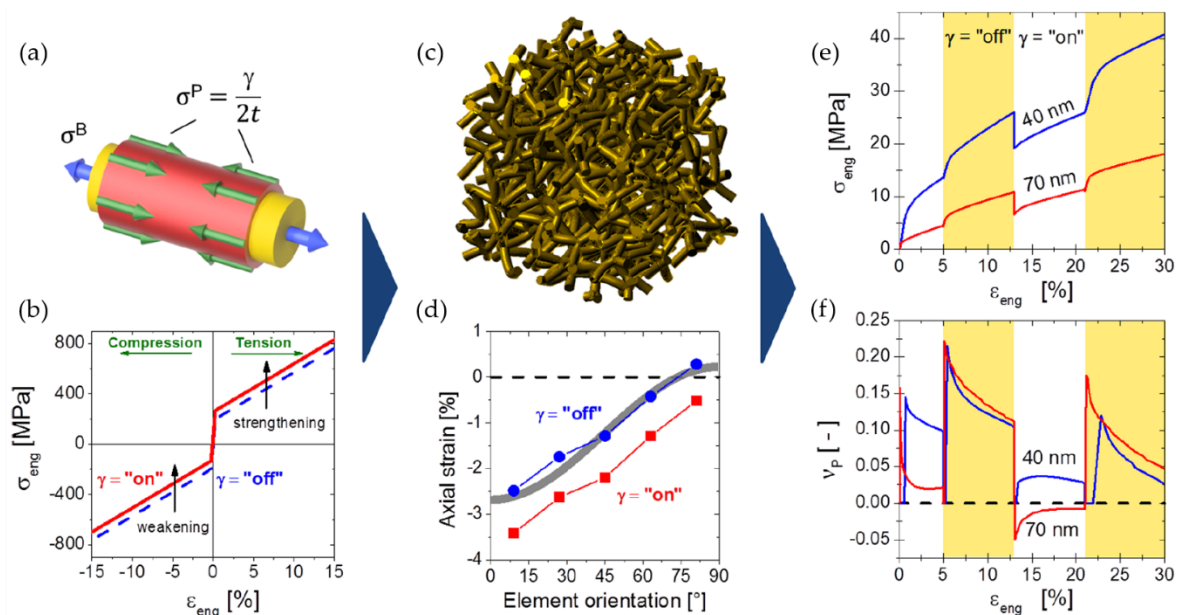 (a)
σᴾ = γ/2t
σᴮ
(b)
Compression Tension
800
400
0
-400
-800
σeng [MPa]
strengthening
γ = "on" γ = "off"
weakening
-15 -10 -5 0 5 10 15
εeng [%]
(c)
(d)
1
0
-1
-2
-3
-4
Axial strain [%]
γ = "off"
γ = "on"
0 15 30 45 60 75 90
Element orientation [°]
(e)
40
30
20
10
0
σeng [MPa]
γ = "off" γ = "on"
40 nm
70 nm
0 5 10 15 20 25 30
εeng [%]
(f)
0.25
0.20
0.15
0.10
0.05
0.00
-0.05
νP [ - ]
40 nm
70 nm
0 5 10 15 20 25 30
εeng [%]